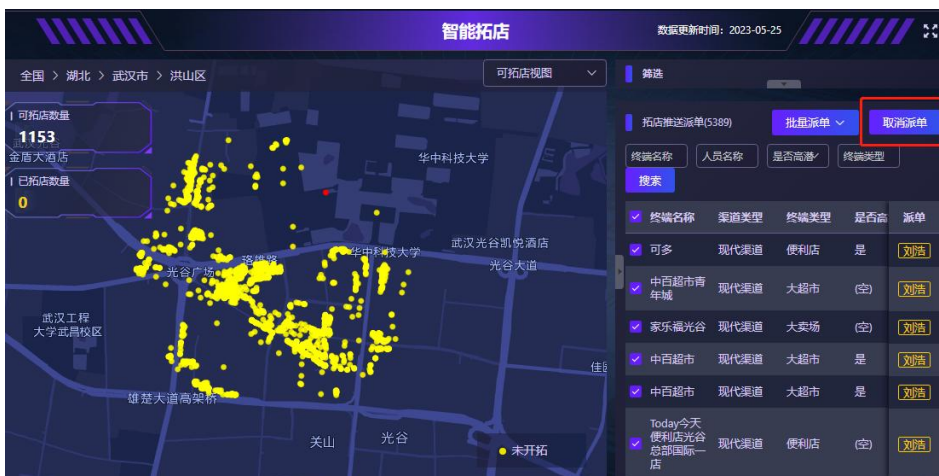 智能拓店
数据更新时间：2023-05-25
全国 > 湖北 > 武汉市 > 洪山区
可拓店视图
可拓店数量
1153
金盾大酒店
已拓店数量
0
华中科技大学
华中科技大学
武汉光谷凯悦酒店
光谷大道
珞雄路
光谷广场
武汉工程
大学武昌校区
雄楚大道高架桥
关山
光谷
未开拓
筛选
拓店推送派单(5389)
批量派单
取消派单
终端名称
人员名称
是否高潜
终端类型
搜索
终端名称 渠道类型 终端类型 是否高 派单
可多 现代渠道 便利店 是 刘浩
中百超市青
年城 现代渠道 大超市 (空) 刘浩
家乐福光谷 现代渠道 大卖场 (空) 刘浩
中百超市 现代渠道 大超市 是 刘浩
中百超市 现代渠道 大超市 是 刘浩
Today今天
便利店光谷
总部国际一
店 现代渠道 便利店 (空) 刘浩